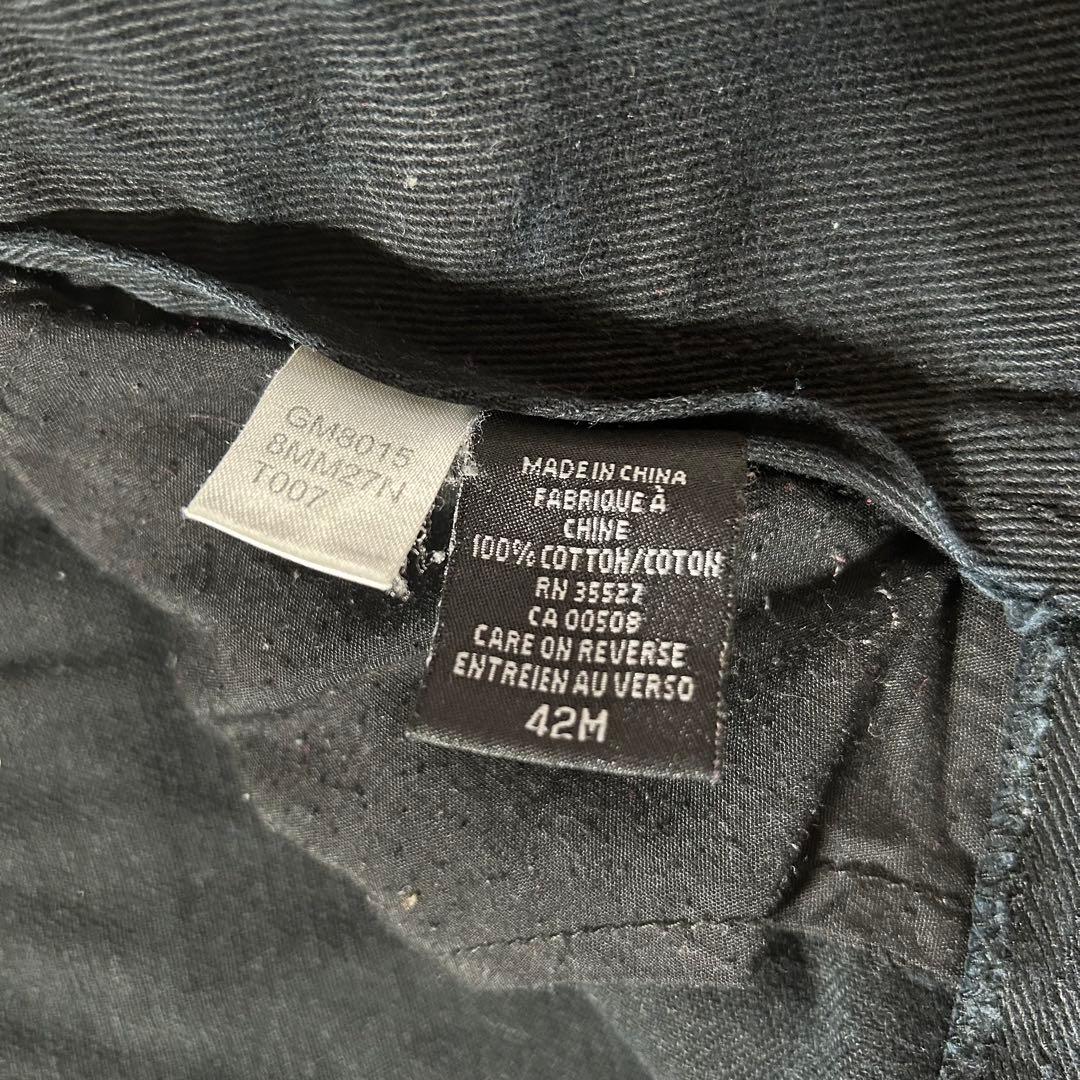 GM8015
8MM27N
T007
MADE IN CHINA
FABRIQUE À
CHINE
100% COTTON/COTON
RN 35527
CA 00508
CARE ON REVERSE
ENTREIEN AU VERSO
42M